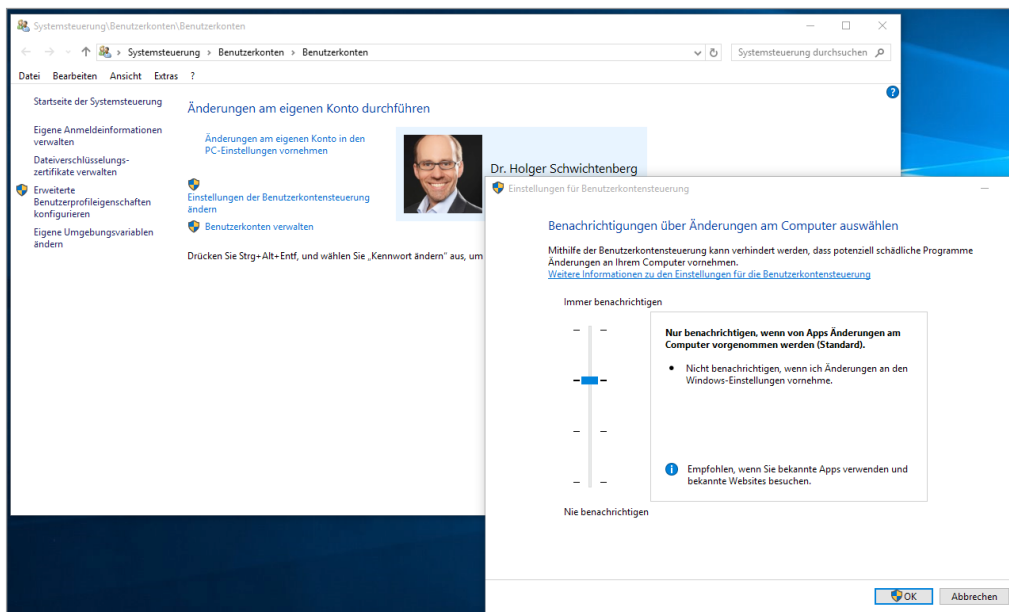 Systemsteuerung\Benutzerkonten\Benutzerkonten
Systemsteuerung › Benutzerkonten › Benutzerkonten
Systemsteuerung durchsuchen
Datei Bearbeiten Ansicht Extras ?
Startseite der Systemsteuerung
Eigene Anmeldeinformationen
verwalten
Dateiverschlüsselungs-
zertifikate verwalten
Erweiterte
Benutzerprofileigenschaften
konfigurieren
Eigene Umgebungsvariablen
ändern
Änderungen am eigenen Konto durchführen
Änderungen am eigenen Konto in den
PC-Einstellungen vornehmen
Einstellungen der Benutzerkontensteuerung
ändern
Benutzerkonten verwalten
Drücken Sie Strg+Alt+Entf, und wählen Sie „Kennwort ändern" aus, um
Dr. Holger Schwichtenberg
Einstellungen für Benutzerkontensteuerung
Benachrichtigungen über Änderungen am Computer auswählen
Mithilfe der Benutzerkontensteuerung kann verhindert werden, dass potenziell schädliche Programme
Änderungen an Ihrem Computer vornehmen.
Weitere Informationen zu den Einstellungen für die Benutzerkontensteuerung
Immer benachrichtigen
Nur benachrichtigen, wenn von Apps Änderungen am
Computer vorgenommen werden (Standard).
• Nicht benachrichtigen, wenn ich Änderungen an den
Windows-Einstellungen vornehme.
Empfohlen, wenn Sie bekannte Apps verwenden und
bekannte Websites besuchen.
Nie benachrichtigen
OK Abbrechen